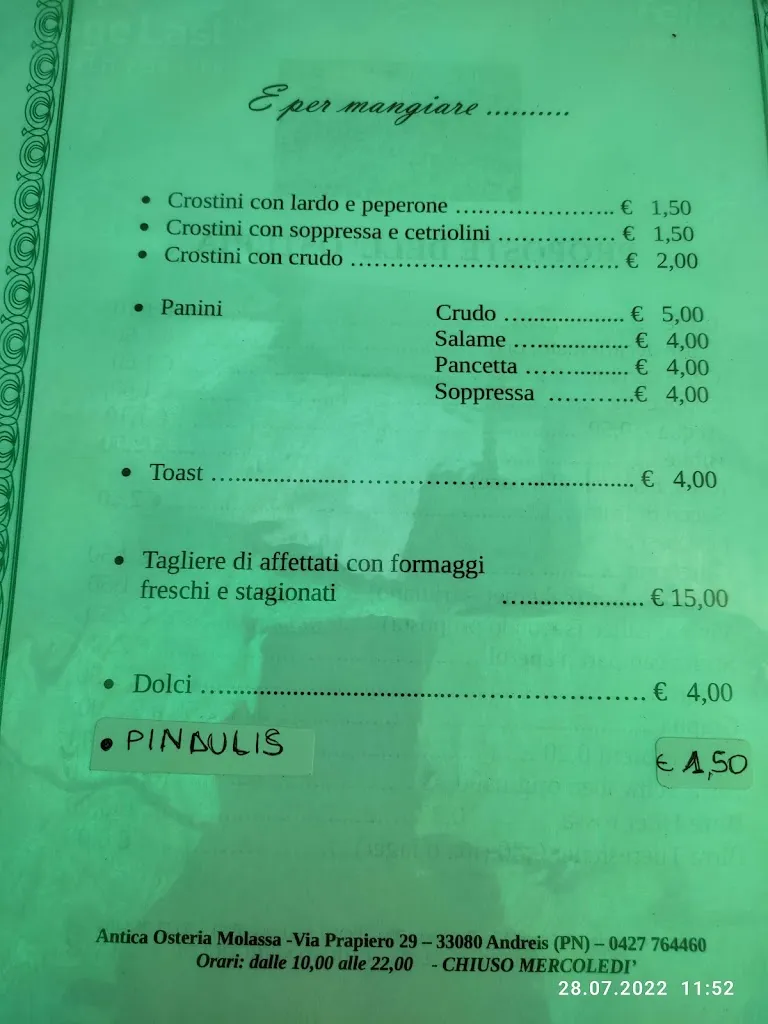 E per mangiare ..........
• Crostini con lardo e peperone ........................ € 1,50
• Crostini con soppressa e cetriolini .................. € 1,50
• Crostini con crudo ........................................ € 2,00
• Panini Crudo ...................... € 5,00
Salame .................... € 4,00
Pancetta .................. € 4,00
Soppressa ............€ 4,00
• Toast ...................................................................... € 4,00
• Tagliere di affettati con formaggi
freschi e stagionati ........................ € 15,00
• Dolci ....................................................................... € 4,00
• PINDULIS € 1,50
Antica Osteria Molassa -Via Prapiero 29 – 33080 Andreis (PN) – 0427 764460
Orari: dalle 10,00 alle 22,00 - CHIUSO MERCOLEDI'
28.07.2022 11:52